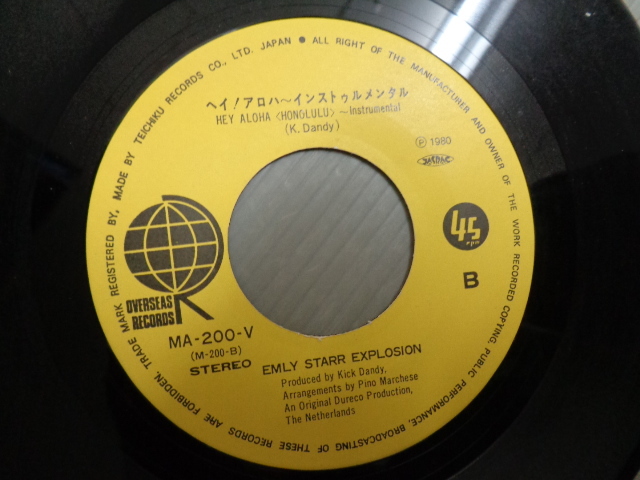 TRADE MARK REGISTERED BY, MADE BY TEICHIKU RECORDS CO., LTD. JAPAN ● ALL RIGHT OF THE MANUFACTURER AND OWNER OF THE WORK RECORDED COPYING, PUBLIC PERFORMANCE, BROADCASTING OF THESE RECORDS ARE FORBIDDEN,
ヘイ!アロハ〜インストゥルメンタル
HEY ALOHA <HONOLULU> 〜Instrumental
(K. Dandy)
Ⓟ 1980
JASRAC
45
rpm
B
OVERSEAS
RECORDS
MA-200-V
(M-200-B)
STEREO
EMLY STARR EXPLOSION
Produced by Kick Dandy,
Arrangements by Pino Marchese
An Original Dureco Production,
The Netherlands